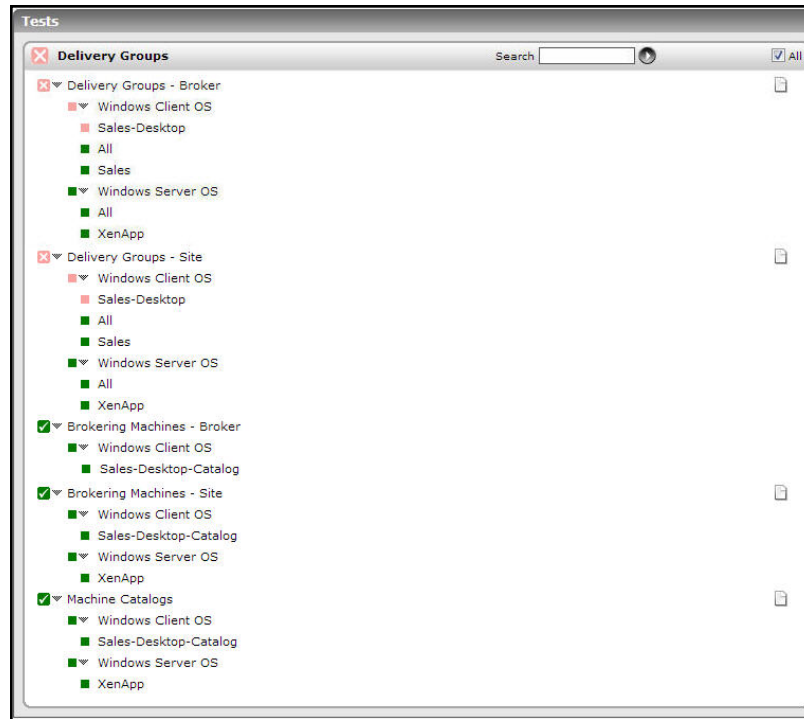 Tests
Delivery Groups Search All
Delivery Groups - Broker
Windows Client OS
Sales-Desktop
All
Sales
Windows Server OS
All
XenApp
Delivery Groups - Site
Windows Client OS
Sales-Desktop
All
Sales
Windows Server OS
All
XenApp
Brokering Machines - Broker
Windows Client OS
Sales-Desktop-Catalog
Brokering Machines - Site
Windows Client OS
Sales-Desktop-Catalog
Windows Server OS
XenApp
Machine Catalogs
Windows Client OS
Sales-Desktop-Catalog
Windows Server OS
XenApp